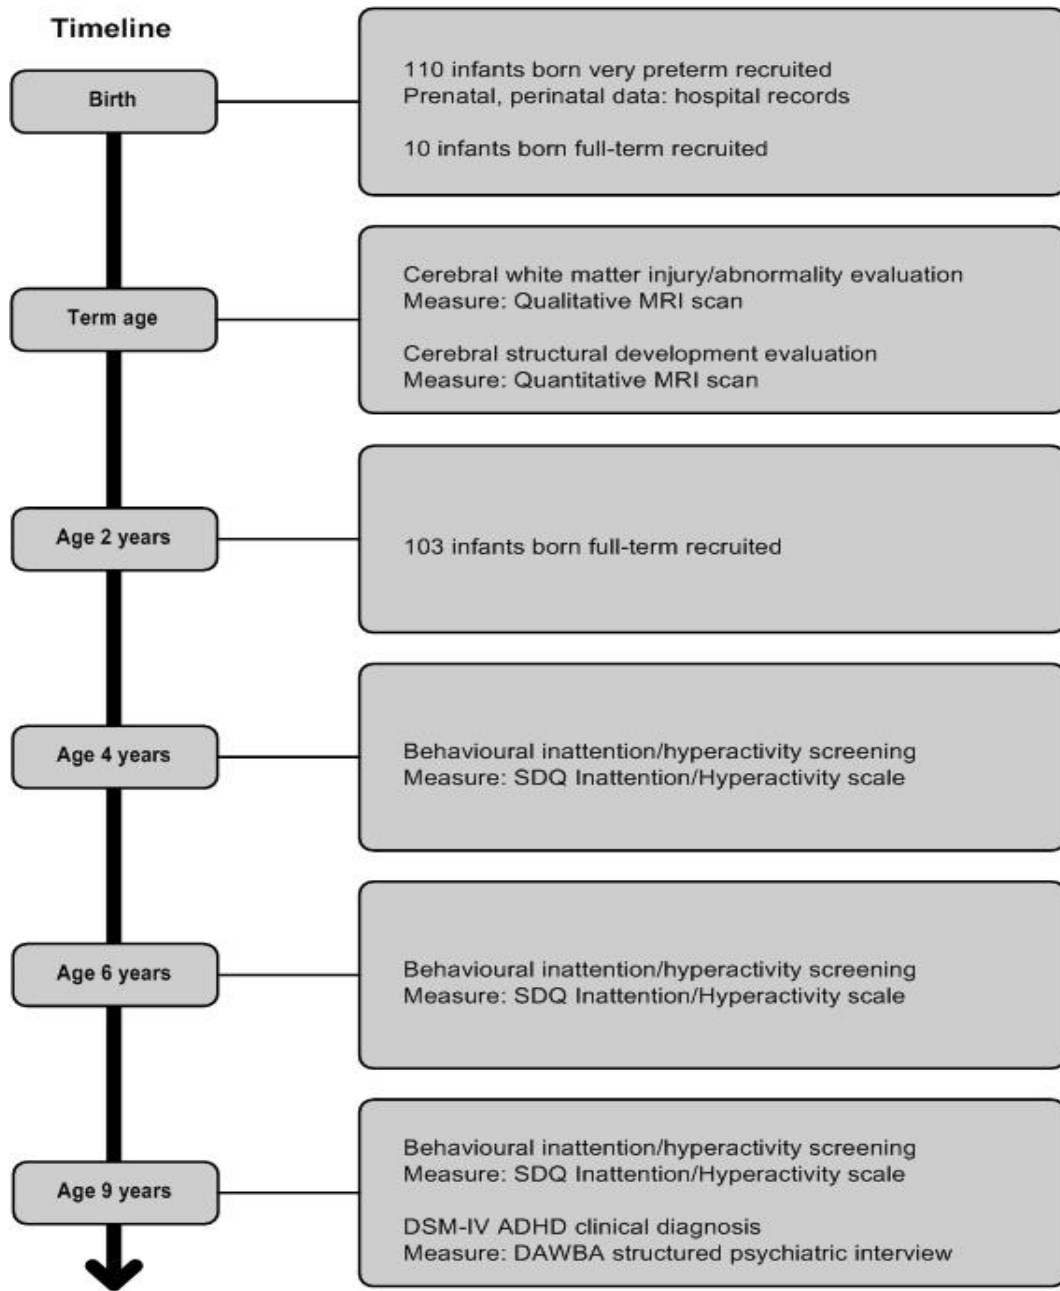 Timeline
Birth
110 infants born very preterm recruited
Prenatal, perinatal data: hospital records
10 infants born full-term recruited
Term age
Cerebral white matter injury/abnormality evaluation
Measure: Qualitative MRI scan
Cerebral structural development evaluation
Measure: Quantitative MRI scan
Age 2 years
103 infants born full-term recruited
Age 4 years
Behavioural inattention/hyperactivity screening
Measure: SDQ Inattention/Hyperactivity scale
Age 6 years
Behavioural inattention/hyperactivity screening
Measure: SDQ Inattention/Hyperactivity scale
Age 9 years
Behavioural inattention/hyperactivity screening
Measure: SDQ Inattention/Hyperactivity scale
DSM-IV ADHD clinical diagnosis
Measure: DAWBA structured psychiatric interview